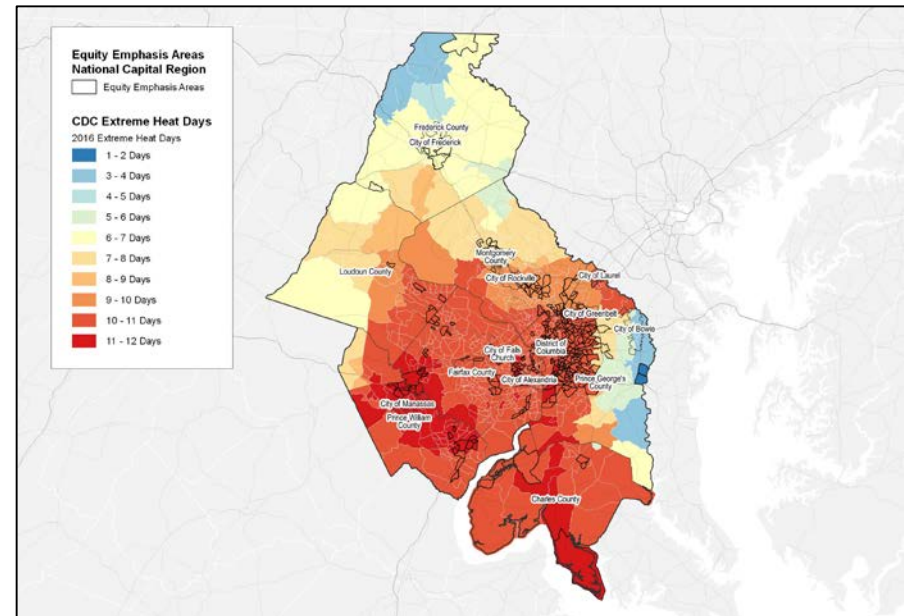 Equity Emphasis Areas
National Capital Region
Equity Emphasis Areas
CDC Extreme Heat Days
2016 Extreme Heat Days
1 - 2 Days
3 - 4 Days
4 - 5 Days
5 - 6 Days
6 - 7 Days
7 - 8 Days
8 - 9 Days
9 - 10 Days
10 - 11 Days
11 - 12 Days
Frederick County
City of Frederick
Montgomery
County
Loudoun County
City of Rockville
City of Laurel
City of Greenbelt
City of Bowie
City of Falls
Church
District of
Columbia
Fairfax County
City of Alexandria
Prince George's
County
City of Manassas
Prince William
County
Charles County